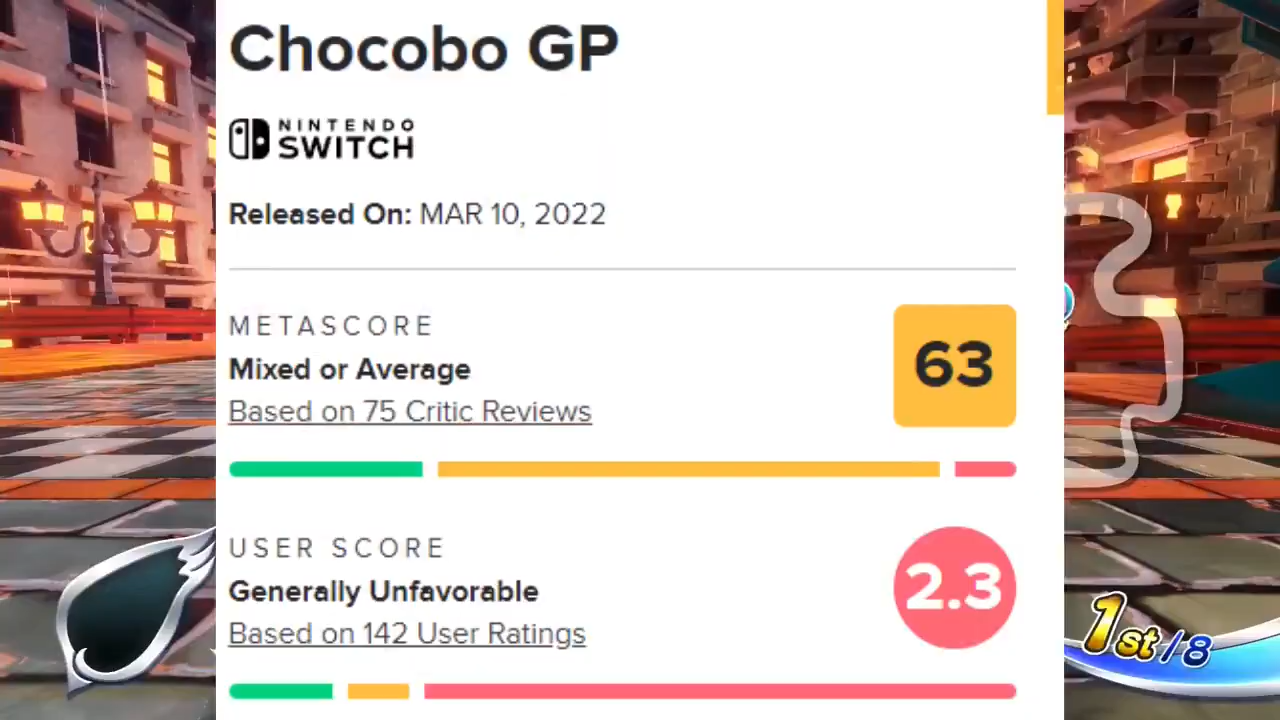 Chocobo GP
NINTENDO
SWITCH
Released On: MAR 10, 2022
METASCORE
Mixed or Average
Based on 75 Critic Reviews
63
USER SCORE
Generally Unfavorable
Based on 142 User Ratings
2.3
1st/8